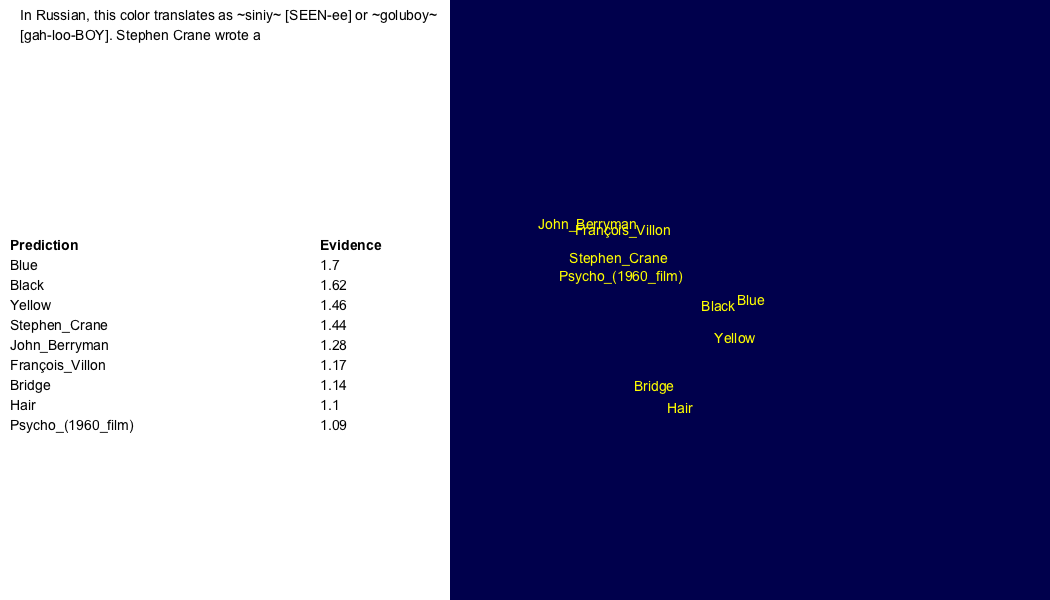 In Russian, this color translates as ~siniy~ [SEEN-ee] or ~goluboy~
[gah-loo-BOY]. Stephen Crane wrote a
Prediction Evidence
Blue 1.7
Black 1.62
Yellow 1.46
Stephen_Crane 1.44
John_Berryman 1.28
François_Villon 1.17
Bridge 1.14
Hair 1.1
Psycho_(1960_film) 1.09
John_Berryman
François_Villon
Stephen_Crane
Psycho_(1960_film)
Black Blue
Yellow
Bridge
Hair